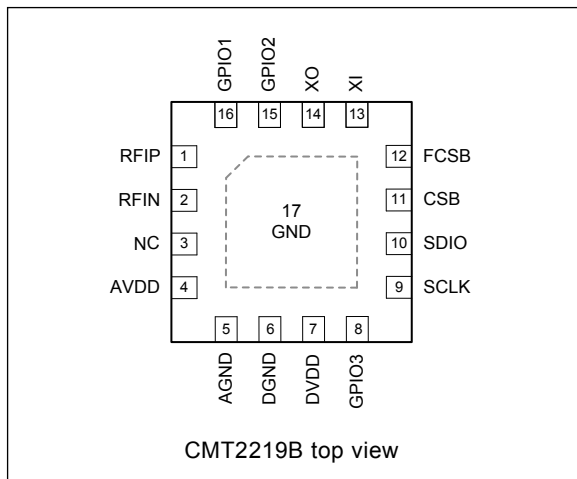 GPIO1
GPIO2
XO
XI
16
15
14
13
RFIP
1
12
FCSB
RFIN
2
11
CSB
17
GND
NC
3
10
SDIO
AVDD
4
9
SCLK
5
6
7
8
AGND
DGND
DVDD
GPIO3
CMT2219B top view